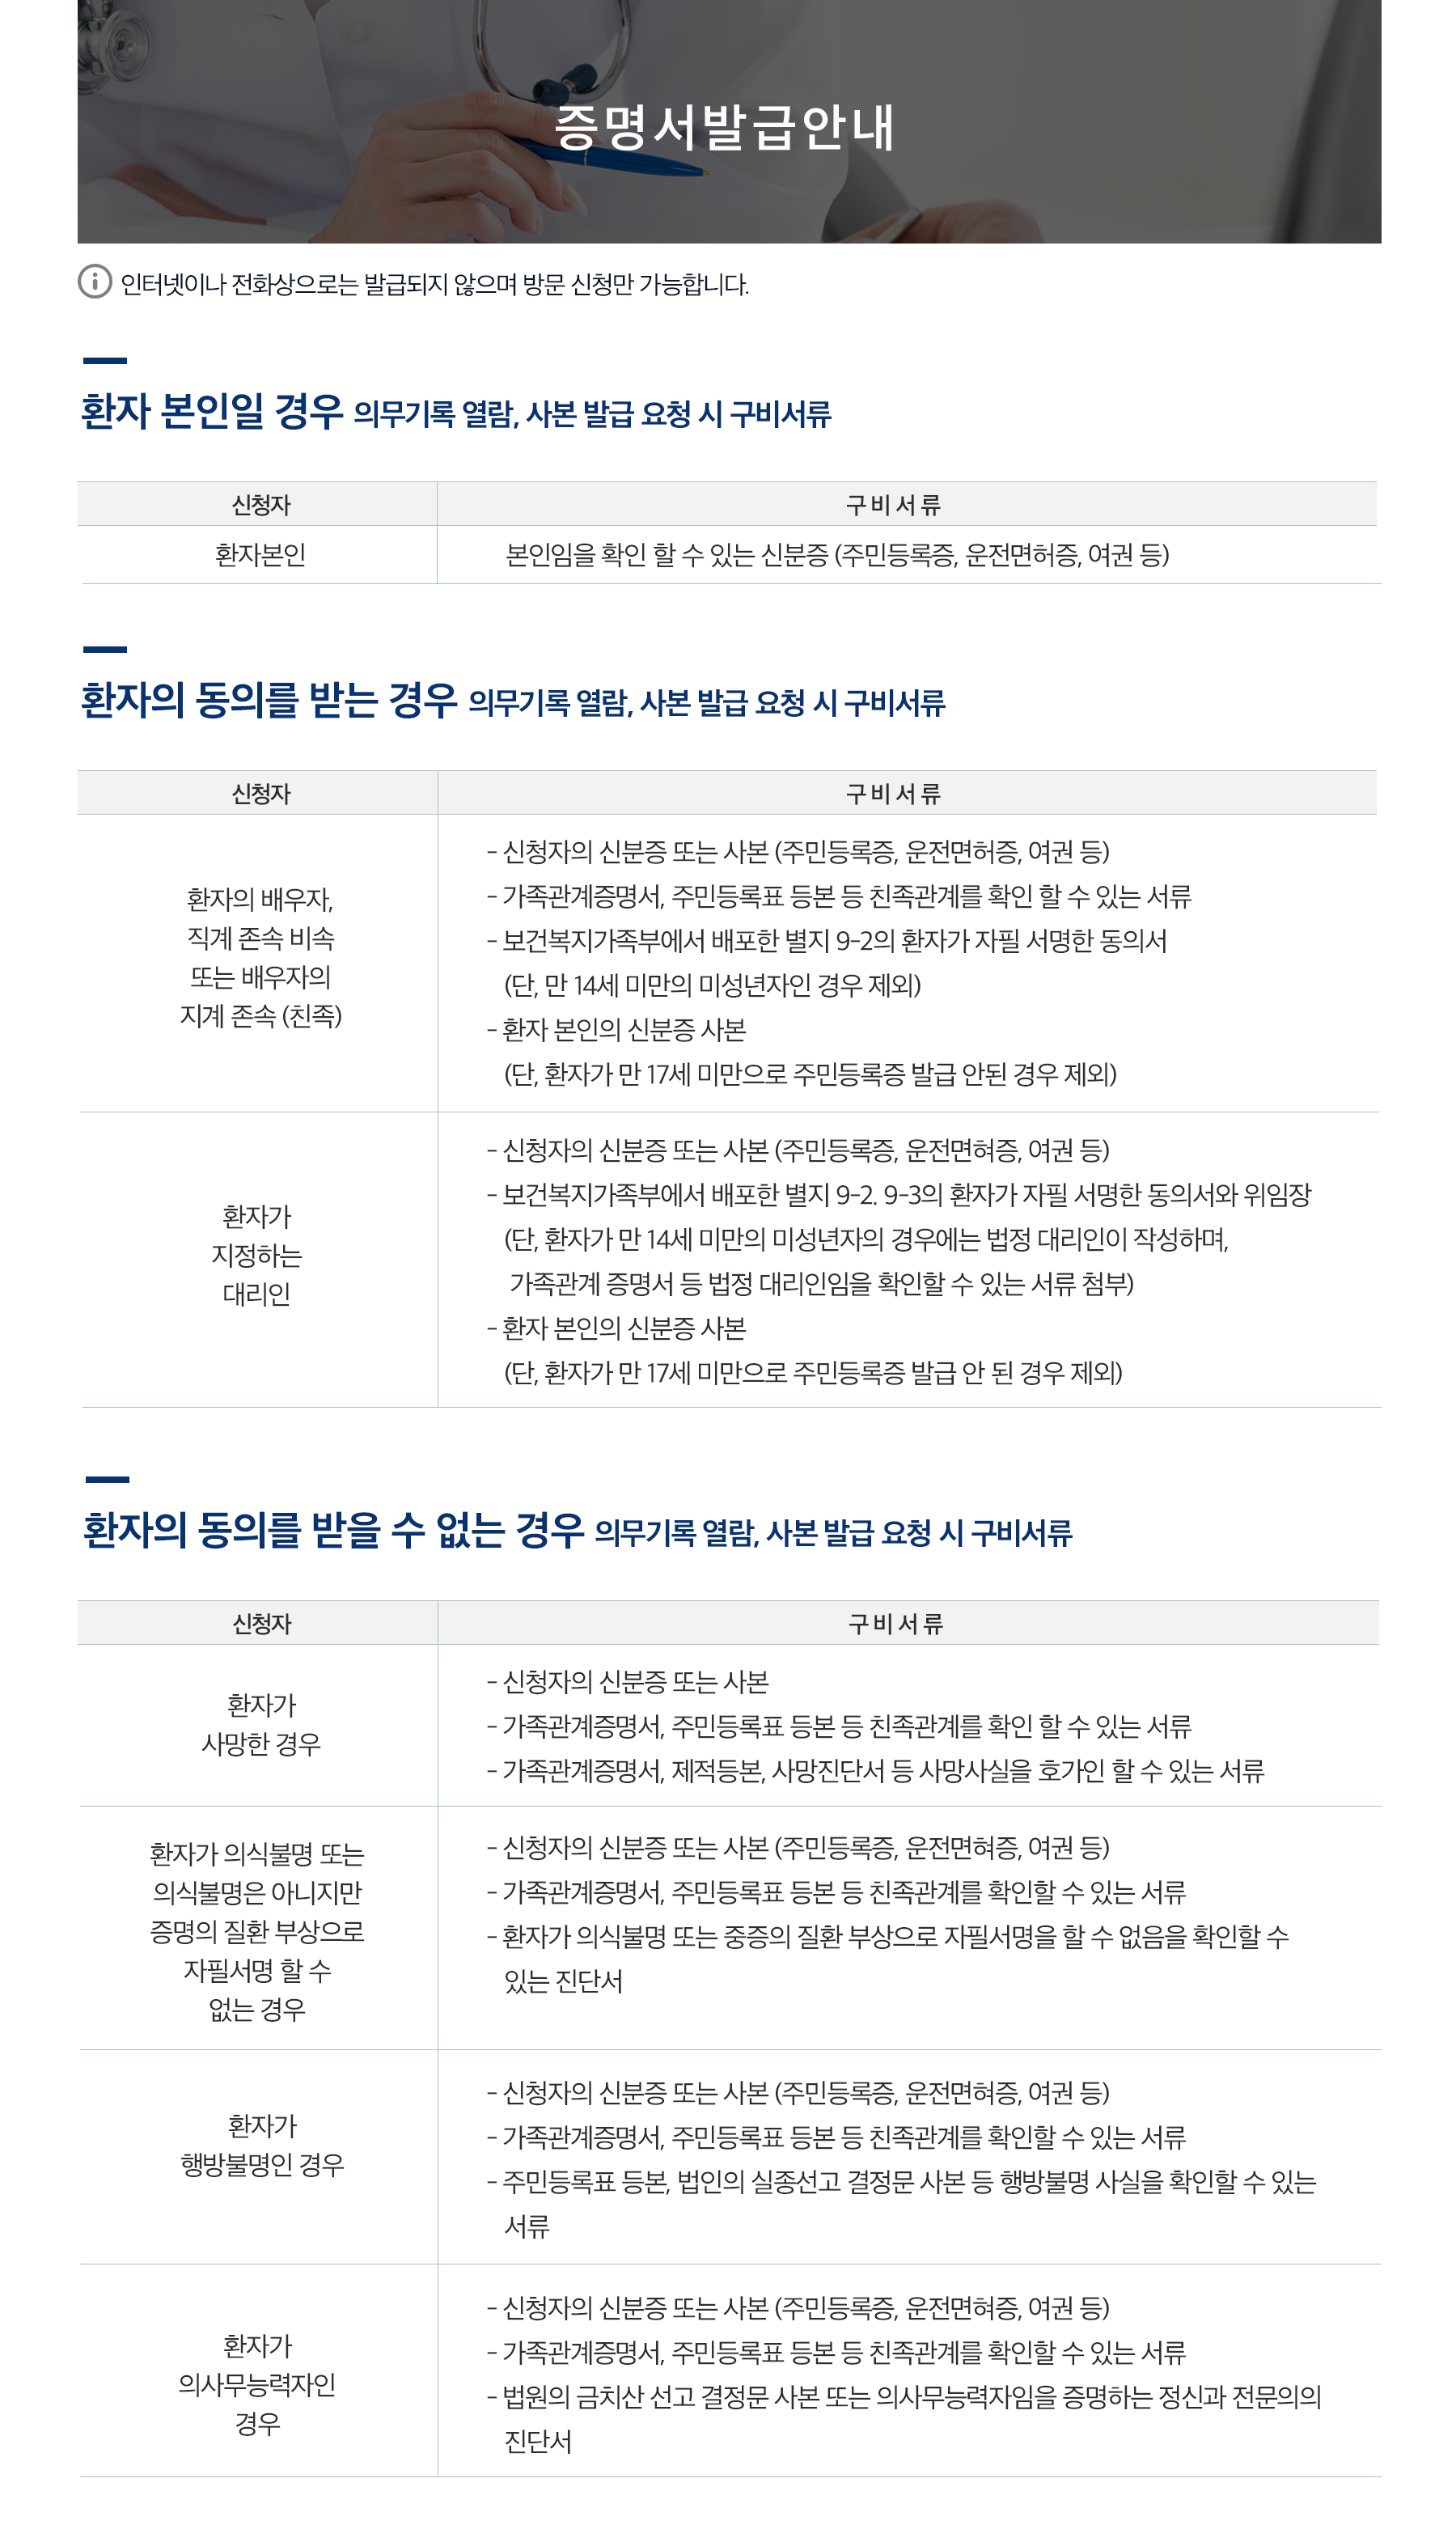 증명서발급안내
인터넷이나 전화상으로는 발급되지 않으며 방문 신청만 가능합니다.
환자 본인일 경우 의무기록 열람, 사본 발급 요청 시 구비서류
신청자
구 비 서 류
환자본인
본인임을 확인 할 수 있는 신분증 (주민등록증, 운전면허증, 여권 등)
환자의 동의를 받는 경우 의무기록 열람, 사본 발급 요청 시 구비서류
신청자
구 비 서 류
환자의 배우자,
직계 존속 비속
또는 배우자의
지계 존속 (친족)
- 신청자의 신분증 또는 사본 (주민등록증, 운전면허증, 여권 등)
- 가족관계증명서, 주민등록표 등본 등 친족관계를 확인 할 수 있는 서류
- 보건복지가족부에서 배포한 별지 9-2의 환자가 자필 서명한 동의서
(단, 만 14세 미만의 미성년자인 경우 제외)
- 환자 본인의 신분증 사본
(단, 환자가 만 17세 미만으로 주민등록증 발급 안된 경우 제외)
환자가
지정하는
대리인
- 신청자의 신분증 또는 사본 (주민등록증, 운전면혀증, 여권 등)
- 보건복지가족부에서 배포한 별지 9-2. 9-3의 환자가 자필 서명한 동의서와 위임장
(단, 환자가 만 14세 미만의 미성년자의 경우에는 법정 대리인이 작성하며,
가족관계 증명서 등 법정 대리인임을 확인할 수 있는 서류 첨부)
- 환자 본인의 신분증 사본
(단, 환자가 만 17세 미만으로 주민등록증 발급 안 된 경우 제외)
환자의 동의를 받을 수 없는 경우 의무기록 열람, 사본 발급 요청 시 구비서류
신청자
구 비 서 류
환자가
사망한 경우
- 신청자의 신분증 또는 사본
- 가족관계증명서, 주민등록표 등본 등 친족관계를 확인 할 수 있는 서류
- 가족관계증명서, 제적등본, 사망진단서 등 사망사실을 호가인 할 수 있는 서류
환자가 의식불명 또는
의식불명은 아니지만
증명의 질환 부상으로
자필서명 할 수
없는 경우
- 신청자의 신분증 또는 사본 (주민등록증, 운전면혀증, 여권 등)
- 가족관계증명서, 주민등록표 등본 등 친족관계를 확인할 수 있는 서류
- 환자가 의식불명 또는 중증의 질환 부상으로 자필서명을 할 수 없음을 확인할 수
있는 진단서
환자가
행방불명인 경우
- 신청자의 신분증 또는 사본 (주민등록증, 운전면혀증, 여권 등)
- 가족관계증명서, 주민등록표 등본 등 친족관계를 확인할 수 있는 서류
- 주민등록표 등본, 법인의 실종선고 결정문 사본 등 행방불명 사실을 확인할 수 있는
서류
환자가
의사무능력자인
경우
- 신청자의 신분증 또는 사본 (주민등록증, 운전면혀증, 여권 등)
- 가족관계증명서, 주민등록표 등본 등 친족관계를 확인할 수 있는 서류
- 법원의 금치산 선고 결정문 사본 또는 의사무능력자임을 증명하는 정신과 전문의의
진단서